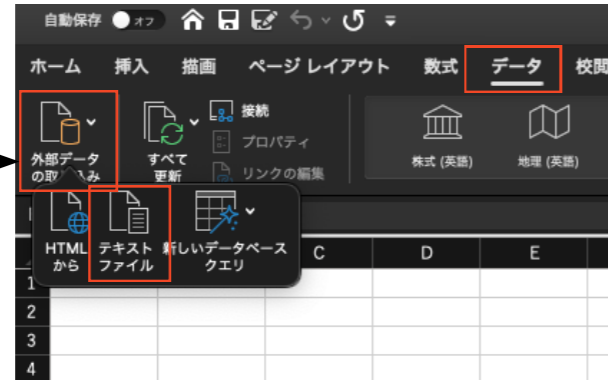 自動保存 オフ
ホーム 挿入 描画 ページ レイアウト 数式 データ 校閲
外部データ
の取り込み
すべて
更新
接続
プロパティ
リンクの編集
株式 (英語)
地理 (英語)
HTML
から
テキスト
ファイル
新しいデータベース
クエリ
C D E
1
2
3
4